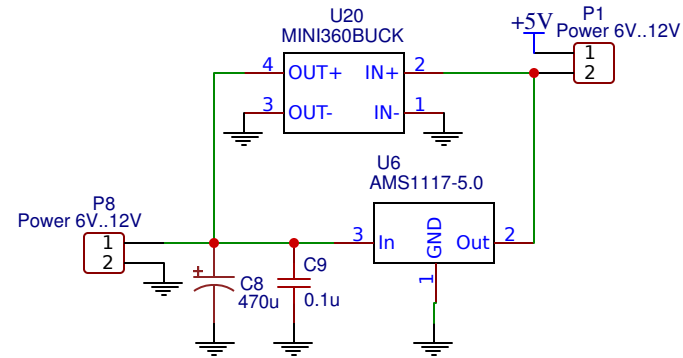 U20
MINI360BUCK
4 OUT+ IN+ 2
3 OUT- IN- 1
+5V
P1
Power 6V..12V
1
2
U6
AMS1117-5.0
3 In GND Out 2
1
P8
Power 6V..12V
1
2
+
C8
470u
C9
0.1u